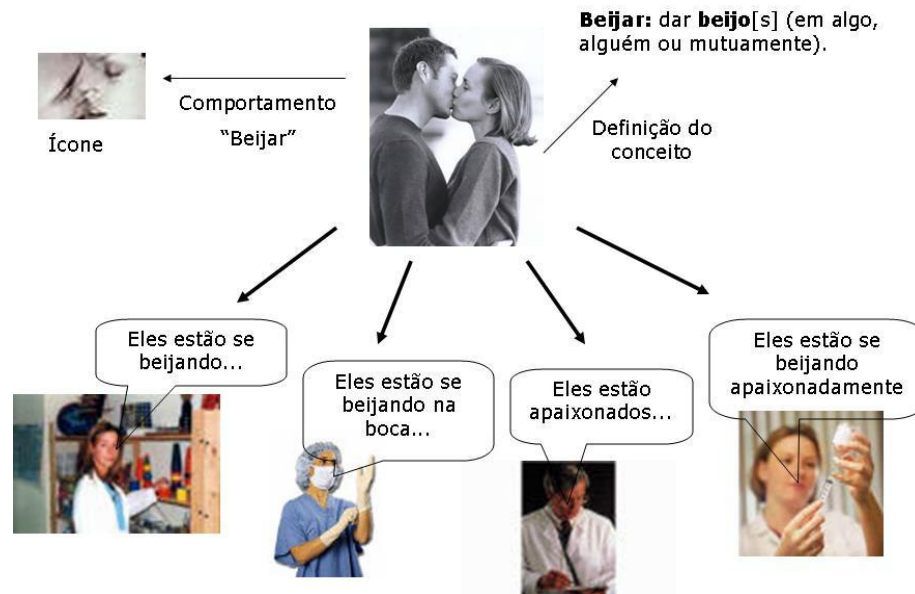 Beijar: dar beijo[s] (em algo,
alguém ou mutuamente).
Comportamento
“Beijar”
Ícone
Definição do
conceito
Eles estão se
beijando...
Eles estão se
beijando na
boca...
Eles estão
apaixonados...
Eles estão se
beijando
apaixonadamente